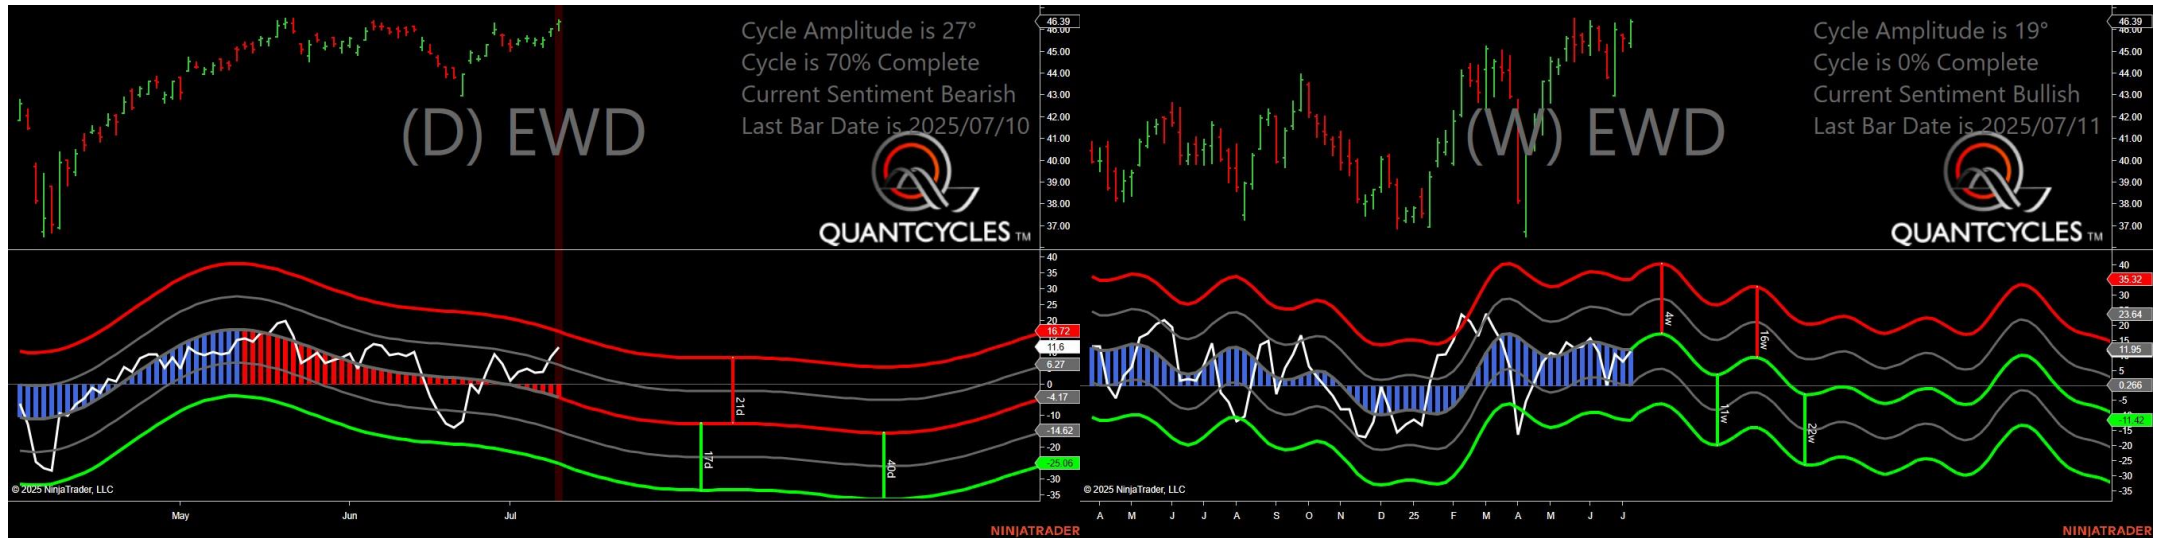 Cycle Amplitude is 27°
Cycle is 70% Complete
Current Sentiment Bearish
Last Bar Date is 2025/07/10
(D) EWD
QUANTCYCLES TM
46.39
46.00
45.00
44.00
43.00
42.00
41.00
40.00
39.00
38.00
37.00
40
35
30
25
20
16.72
11.6
6.27
0
-4.17
-10
-14.62
-20
-25.06
-30
-35
21d
17d
40d
© 2025 NinjaTrader, LLC
May Jun Jul
NINJATRADER
Cycle Amplitude is 19°
Cycle is 0% Complete
Current Sentiment Bullish
Last Bar Date is 2025/07/11
(W) EWD
QUANTCYCLES TM
46.39
46.00
45.00
44.00
43.00
42.00
41.00
40.00
39.00
38.00
37.00
40
35.32
30
23.64
20
15
11.95
5
0.266
-5
-11.42
-15
-20
-25
-30
-35
4w
16w
11w
22w
© 2025 NinjaTrader, LLC
A M J J A S O N D 25 F M A M J J
NINJATRADER